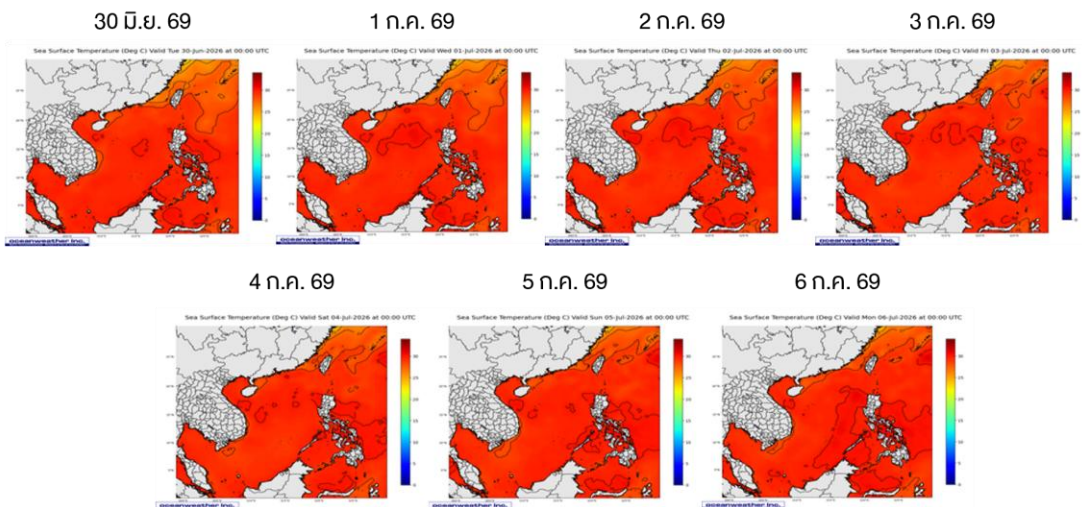 30 มิ.ย. 69
1 ก.ค. 69
2 ก.ค. 69
3 ก.ค. 69
Sea Surface Temperature (Deg C) Valid Tue 30-Jun-2026 at 00:00 UTC
Sea Surface Temperature (Deg C) Valid Wed 01-Jul-2026 at 00:00 UTC
Sea Surface Temperature (Deg C) Valid Thu 02-Jul-2026 at 00:00 UTC
Sea Surface Temperature (Deg C) Valid Fri 03-Jul-2026 at 00:00 UTC
oceanweather inc.
oceanweather inc.
oceanweather inc.
oceanweather inc.
4 ก.ค. 69
5 ก.ค. 69
6 ก.ค. 69
Sea Surface Temperature (Deg C) Valid Sat 04-Jul-2026 at 00:00 UTC
Sea Surface Temperature (Deg C) Valid Sun 05-Jul-2026 at 00:00 UTC
Sea Surface Temperature (Deg C) Valid Mon 06-Jul-2026 at 00:00 UTC
oceanweather inc.
oceanweather inc.
oceanweather inc.